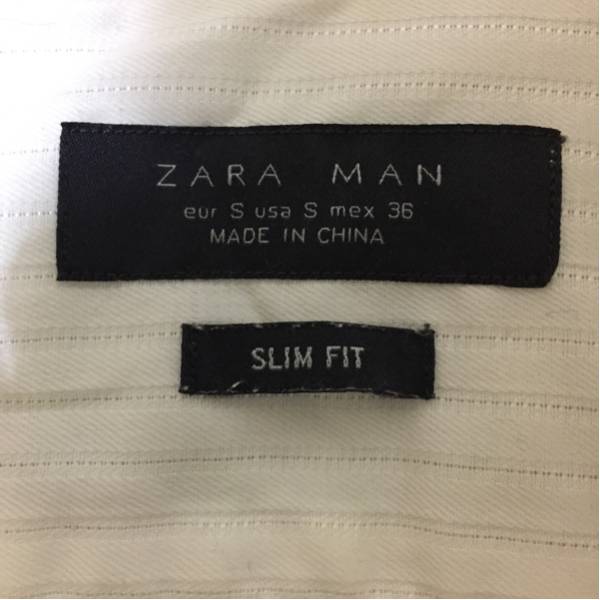 ZARA MAN
eur S usa S mex 36
MADE IN CHINA
SLIM FIT